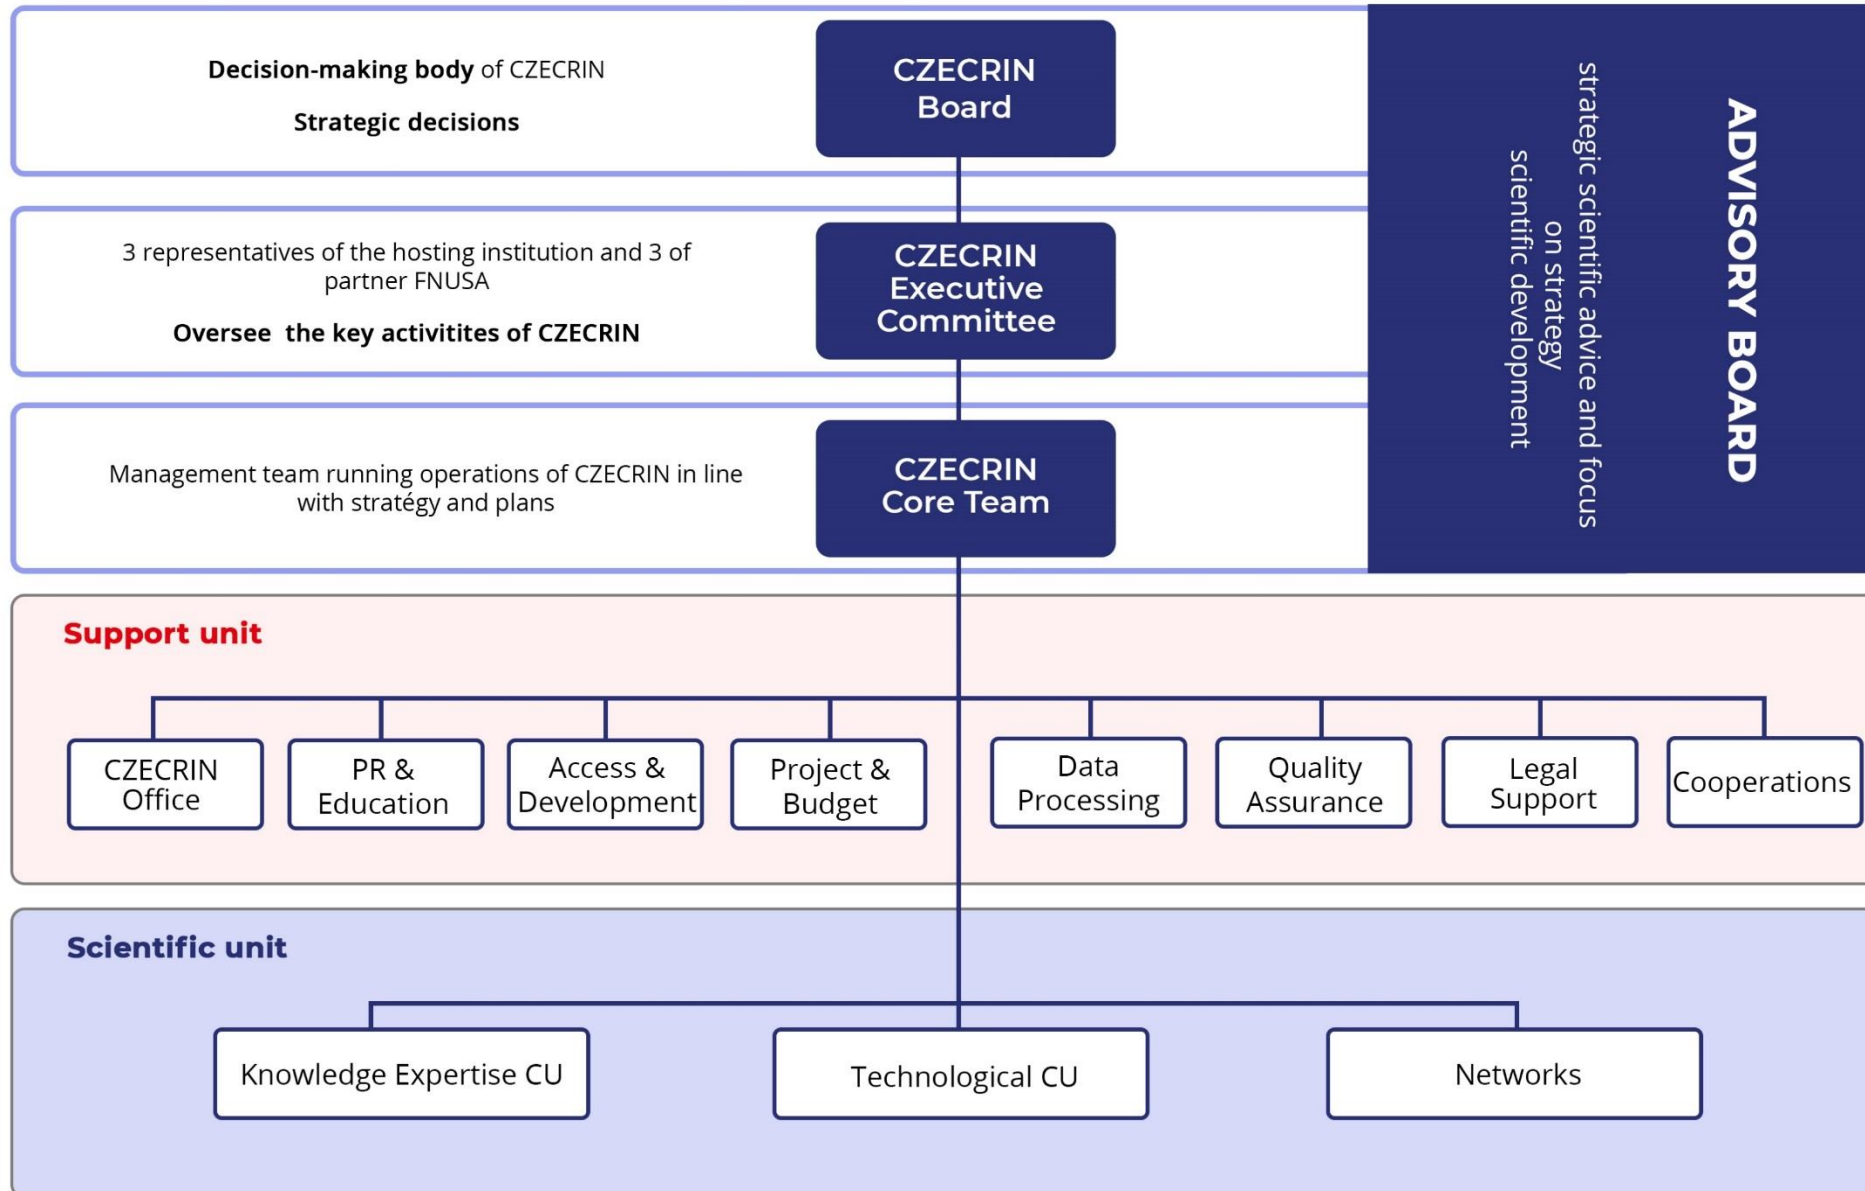 Decision-making body of CZECRIN
Strategic decisions
CZECRIN
Board
3 representatives of the hosting institution and 3 of
partner FNUSA
Oversee the key activitites of CZECRIN
CZECRIN
Executive
Committee
Management team running operations of CZECRIN in line
with stratégy and plans
CZECRIN
Core Team
ADVISORY BOARD
strategic scientific advice and focus
on strategy
scientific development
Support unit
CZECRIN
Office
PR &
Education
Access &
Development
Project &
Budget
Data
Processing
Quality
Assurance
Legal
Support
Cooperations
Scientific unit
Knowledge Expertise CU
Technological CU
Networks